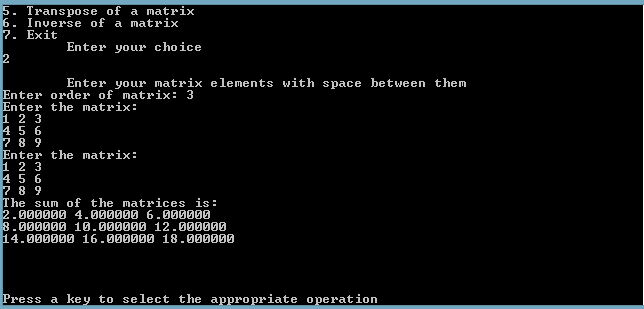 5. Transpose of a matrix
6. Inverse of a matrix
7. Exit
Enter your choice
2
Enter your matrix elements with space between them
Enter order of matrix: 3
Enter the matrix:
1 2 3
4 5 6
7 8 9
Enter the matrix:
1 2 3
4 5 6
7 8 9
The sum of the matrices is:
2.000000 4.000000 6.000000
8.000000 10.000000 12.000000
14.000000 16.000000 18.000000
Press a key to select the appropriate operation